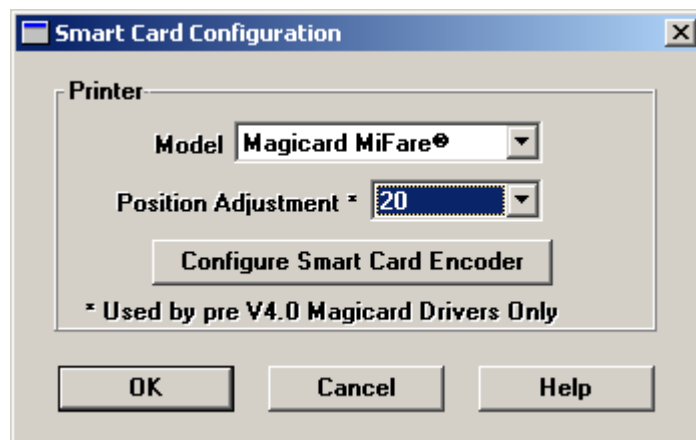 Smart Card Configuration
Printer
Model Magicard MiFare®
Position Adjustment * 20
Configure Smart Card Encoder
* Used by pre V4.0 Magicard Drivers Only
OK Cancel Help